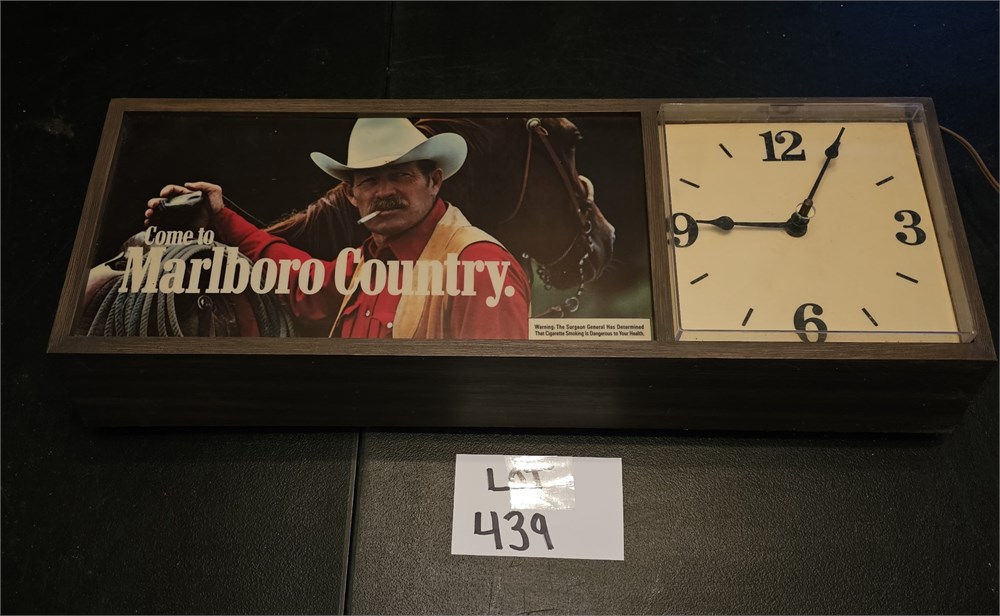 Come to
Marlboro Country.
Warning: The Surgeon General Has Determined
That Cigarette Smoking Is Dangerous to Your Health.
12
9
3
6
LOT
439